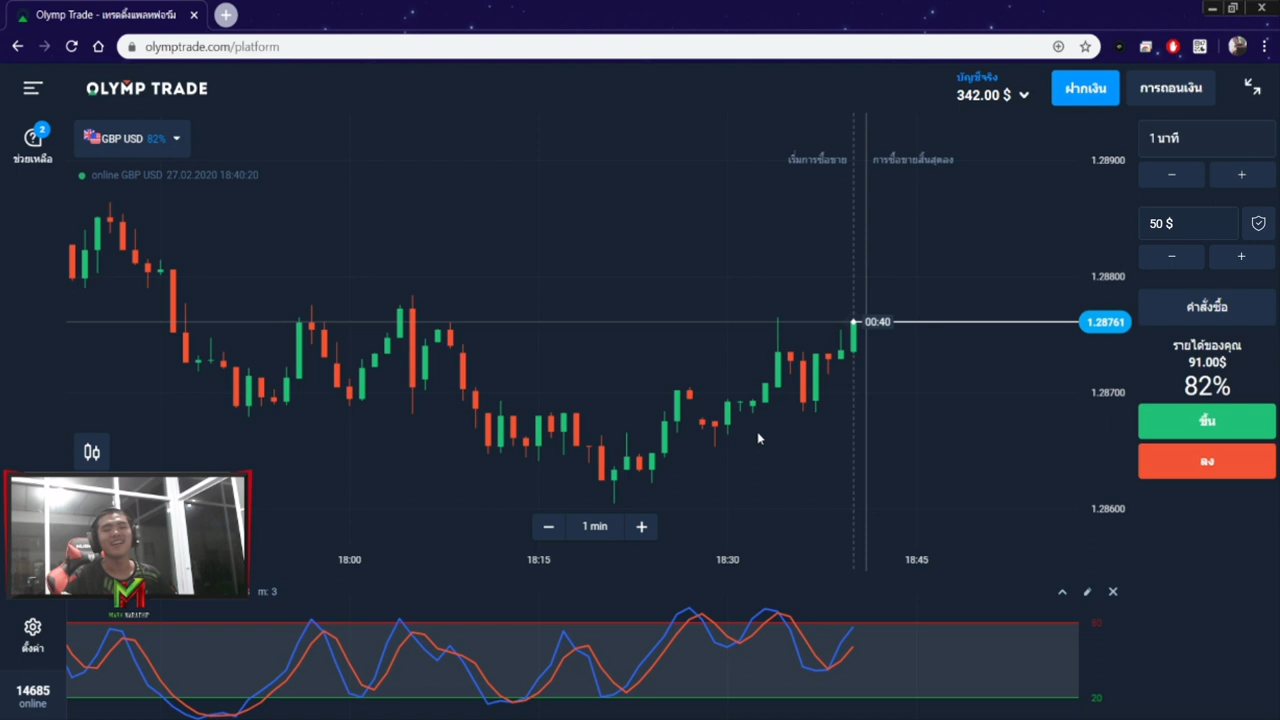 Olymp Trade - เทรดดิ้งแพลทฟอร์ม
olymptrade.com/platform
OLYMP TRADE
บัญชีจริง
342.00 $
ฝากเงิน
การถอนเงิน
2
ช่วยเหลือ
GBP USD 82%
online GBP USD 27.02.2020 18:40:20
เริ่มการซื้อขาย
การซื้อขายสิ้นสุดลง
1.28900
1.28800
00:40
1.28761
1.28700
1.28600
1 นาที
50 $
คำสั่งซื้อ
รายได้ของคุณ
91.00$
82%
ขึ้น
ลง
1 min
18:00
18:15
18:30
18:45
m: 3
80
20
ตั้งค่า
14685
online